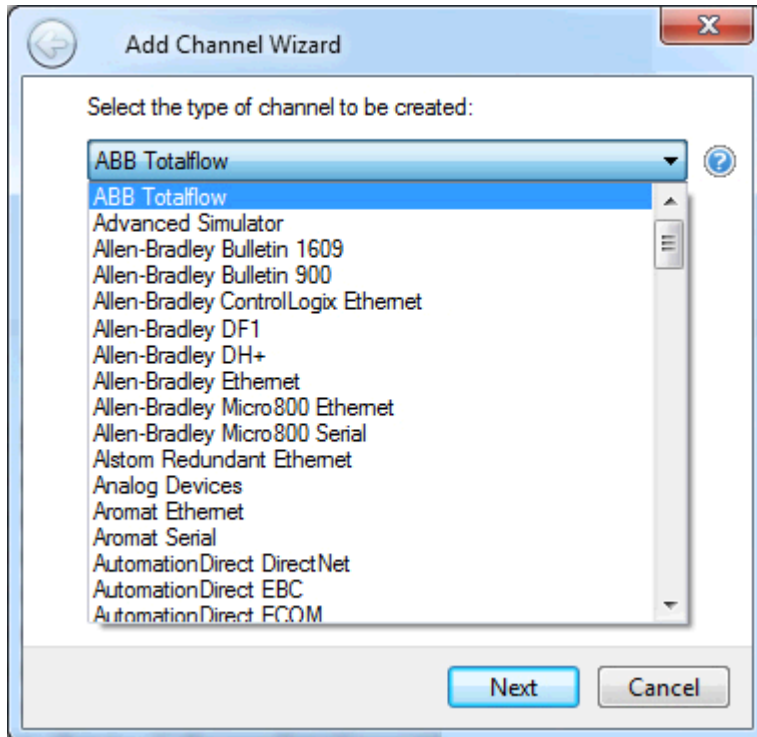 Add Channel Wizard
Select the type of channel to be created:
ABB Totalflow
ABB Totalflow
Advanced Simulator
Allen-Bradley Bulletin 1609
Allen-Bradley Bulletin 900
Allen-Bradley ControlLogix Ethernet
Allen-Bradley DF1
Allen-Bradley DH+
Allen-Bradley Ethernet
Allen-Bradley Micro800 Ethernet
Allen-Bradley Micro800 Serial
Alstom Redundant Ethernet
Analog Devices
Aromat Ethernet
Aromat Serial
AutomationDirect DirectNet
AutomationDirect EBC
AutomationDirect ECOM
Next Cancel